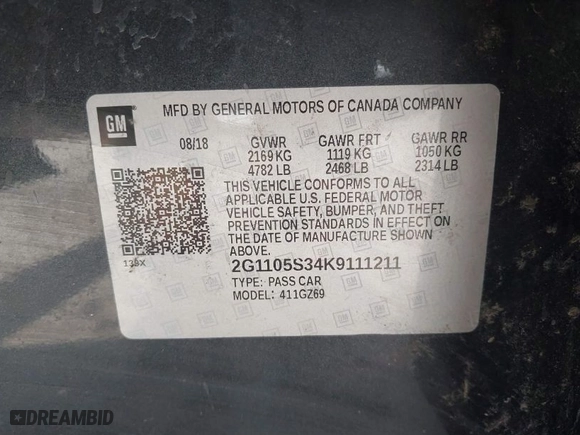 MFD BY GENERAL MOTORS OF CANADA COMPANY
GM
08/18 GVWR GAWR FRT GAWR RR
2169 KG 1119 KG 1050 KG
4782 LB 2468 LB 2314 LB
THIS VEHICLE CONFORMS TO ALL
APPLICABLE U.S. FEDERAL MOTOR
VEHICLE SAFETY, BUMPER, AND THEFT
PREVENTION STANDARDS IN EFFECT ON
THE DATE OF MANUFACTURE SHOWN
ABOVE.
138X
2G1105S34K9111211
TYPE: PASS CAR
MODEL: 411GZ69
DREAMBID